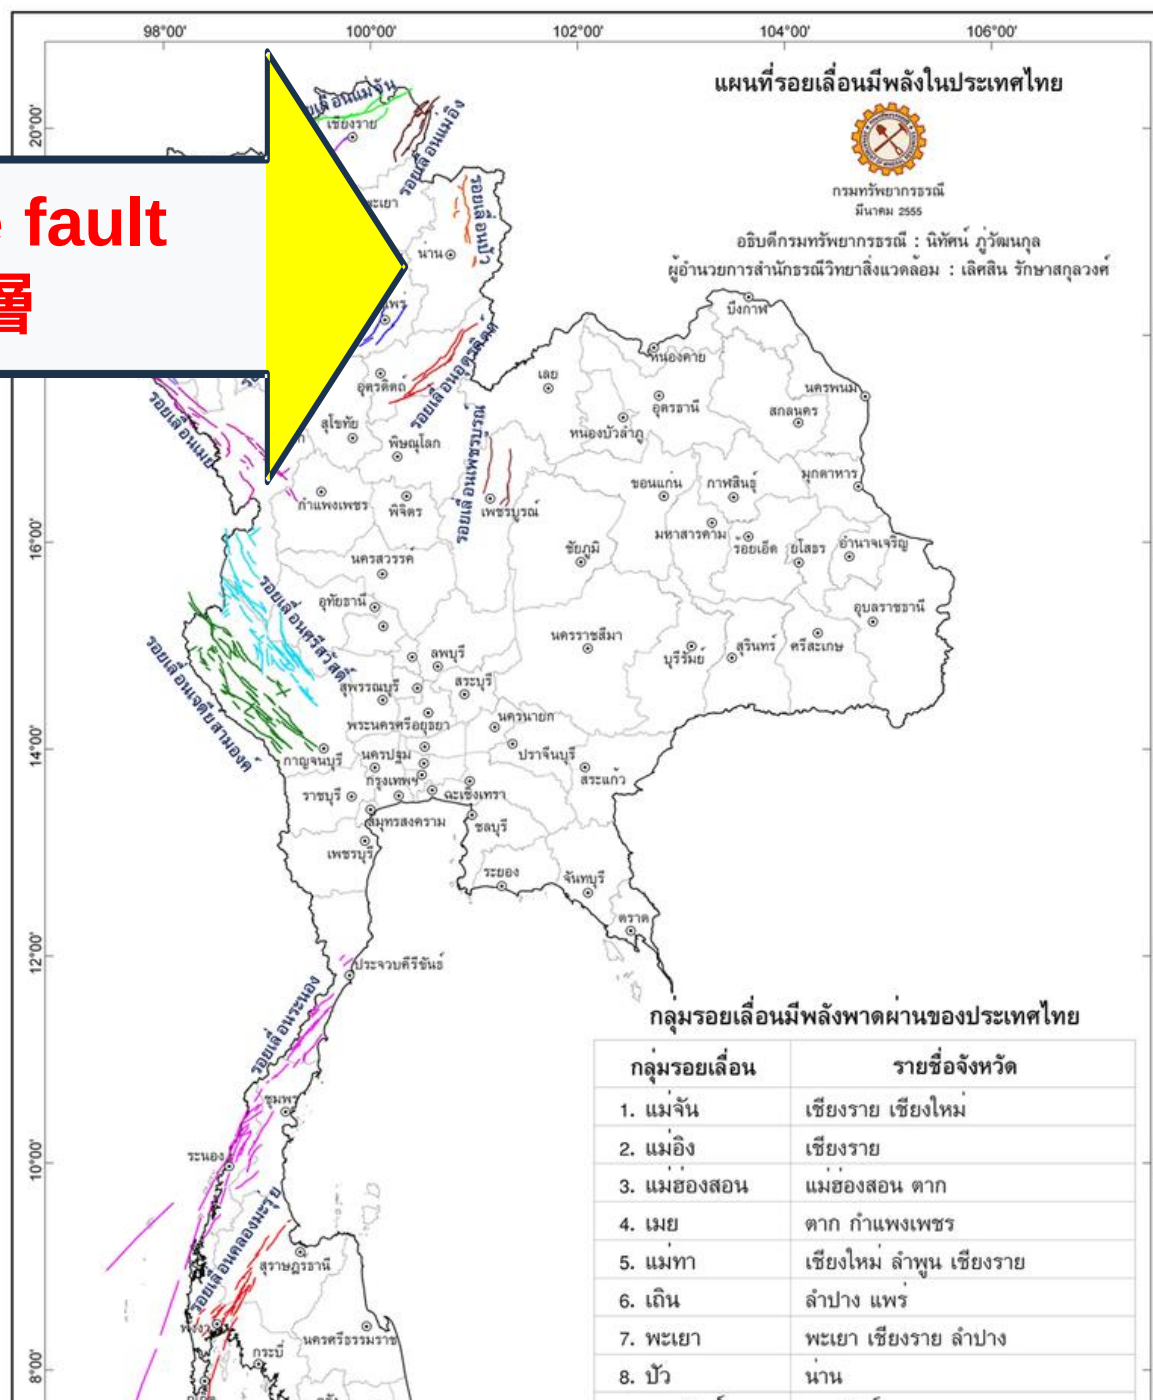 98°00' 100°00' 102°00' 104°00' 106°00'
แผนที่รอยเลื่อนมีพลังในประเทศไทย
กรมทรัพยากรธรณี
มีนาคม 2555
อธิบดีกรมทรัพยากรธรณี : นิทัศน์ ภู่วัฒนกุล
ผู้อำนวยการสำนักธรณีวิทยาสิ่งแวดล้อม : เลิศสิน รักษาสกุลวงศ์
20°00'
16°00'
14°00'
12°00'
10°00'
8°00'
fault
層
รอยเลื่อนแม่จัน
เชียงราย
รอยเลื่อนแม่อิง
รอยเลื่อนปัว
น่าน
บึงกาฬ
หนองคาย
เลย
อุตรดิตถ์
รอยเลื่อนอุตรดิตถ์
อุดรธานี
นครพนม
สกลนคร
หนองบัวลำภู
รอยเลื่อนเมย
สุโขทัย
พิษณุโลก
รอยเลื่อนเพชรบูรณ์
ขอนแก่น
กาฬสินธุ์
มุกดาหาร
กำแพงเพชร
พิจิตร
เพชรบูรณ์
มหาสารคาม
ร้อยเอ็ด
ยโสธร
อำนาจเจริญ
ชัยภูมิ
นครสวรรค์
รอยเลื่อนศรีสวัสดิ์
อุทัยธานี
อุบลราชธานี
นครราชสีมา
บุรีรัมย์
สุรินทร์
ศรีสะเกษ
รอยเลื่อนเจดีย์สามองค์
ลพบุรี
สุพรรณบุรี
สระบุรี
พระนครศรีอยุธยา
นครนายก
กาญจนบุรี
นครปฐม
ปราจีนบุรี
สระแก้ว
กรุงเทพฯ
ราชบุรี
ฉะเชิงเทรา
สมุทรสงคราม
ชลบุรี
เพชรบุรี
ระยอง
จันทบุรี
ตราด
ประจวบคีรีขันธ์
รอยเลื่อนระนอง
ชุมพร
ระนอง
รอยเลื่อนคลองมะรุ่ย
สุราษฎรธานี
พังงา
นครศรีธรรมราช
กระบี่
กลุ่มรอยเลื่อนมีพลังพาดผ่านของประเทศไทย
กลุ่มรอยเลื่อน รายชื่อจังหวัด
1. แม่จัน เชียงราย เชียงใหม่
2. แม่อิง เชียงราย
3. แม่ฮ่องสอน แม่ฮ่องสอน ตาก
4. เมย ตาก กำแพงเพชร
5. แม่ทา เชียงใหม่ ลำพูน เชียงราย
6. เถิน ลำปาง แพร่
7. พะเยา พะเยา เชียงราย ลำปาง
8. ปัว น่าน